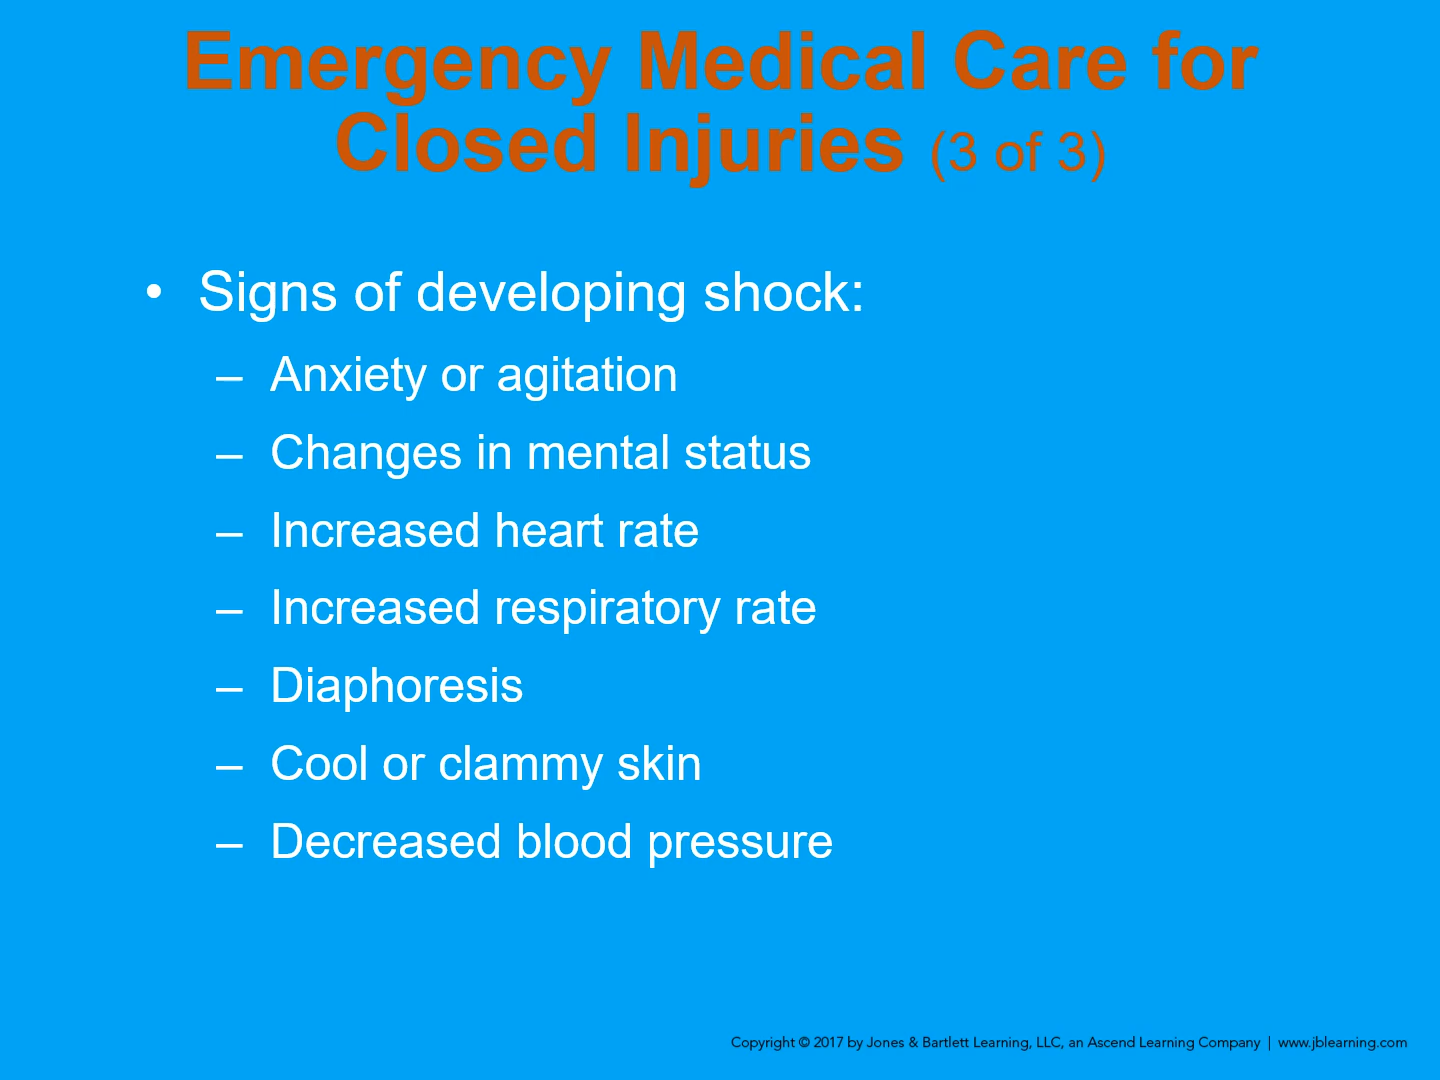 Emergency Medical Care for
Closed Injuries (3 of 3)
• Signs of developing shock:
– Anxiety or agitation
– Changes in mental status
– Increased heart rate
– Increased respiratory rate
– Diaphoresis
– Cool or clammy skin
– Decreased blood pressure
Copyright © 2017 by Jones & Bartlett Learning, LLC, an Ascend Learning Company | www.jblearning.com